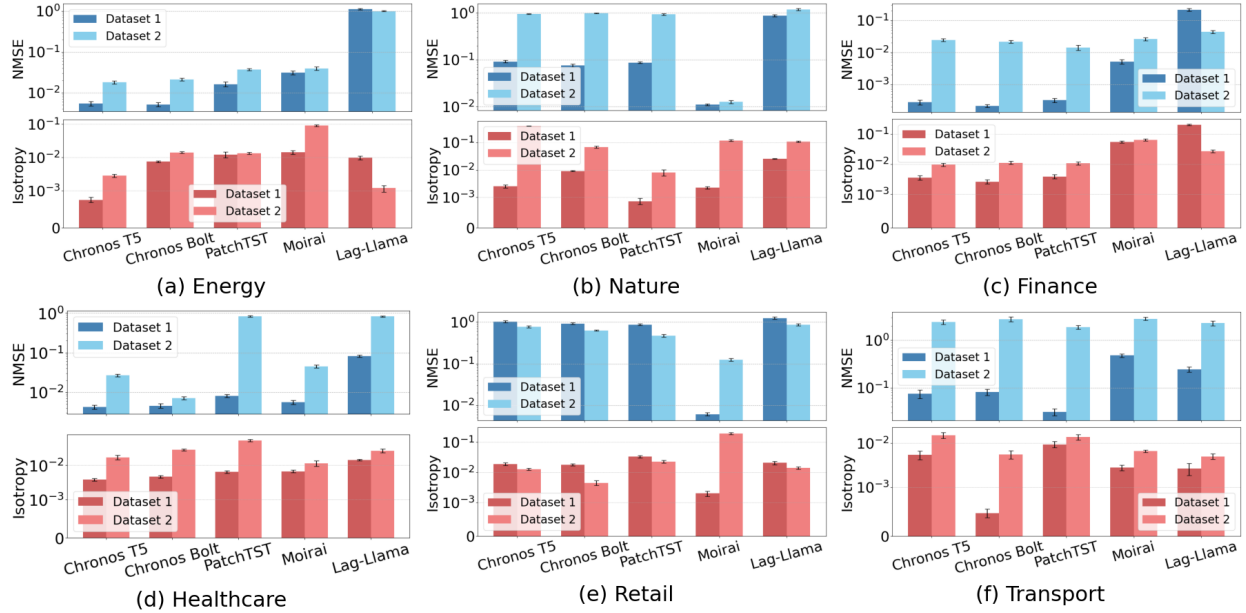 NMSE
10⁰
10⁻¹
10⁻²
Dataset 1
Dataset 2
Isotropy
10⁻¹
10⁻²
10⁻³
0
Dataset 1
Dataset 2
Chronos T5
Chronos Bolt
PatchTST
Moirai
Lag-Llama
(a) Energy
NMSE
10⁰
10⁻¹
10⁻²
Dataset 1
Dataset 2
Isotropy
10⁻¹
10⁻²
10⁻³
0
Dataset 1
Dataset 2
Chronos T5
Chronos Bolt
PatchTST
Moirai
Lag-Llama
(b) Nature
NMSE
10⁻¹
10⁻²
10⁻³
Dataset 1
Dataset 2
Isotropy
10⁻¹
10⁻²
10⁻³
0
Dataset 1
Dataset 2
Chronos T5
Chronos Bolt
PatchTST
Moirai
Lag-Llama
(c) Finance
NMSE
10⁰
10⁻¹
10⁻²
Dataset 1
Dataset 2
Isotropy
10⁻²
10⁻³
0
Dataset 1
Dataset 2
Chronos T5
Chronos Bolt
PatchTST
Moirai
Lag-Llama
(d) Healthcare
NMSE
10⁰
10⁻¹
10⁻²
Dataset 1
Dataset 2
Isotropy
10⁻¹
10⁻²
10⁻³
0
Dataset 1
Dataset 2
Chronos T5
Chronos Bolt
PatchTST
Moirai
Lag-Llama
(e) Retail
NMSE
10⁰
10⁻¹
Dataset 1
Dataset 2
Isotropy
10⁻²
10⁻³
0
Dataset 1
Dataset 2
Chronos T5
Chronos Bolt
PatchTST
Moirai
Lag-Llama
(f) Transport